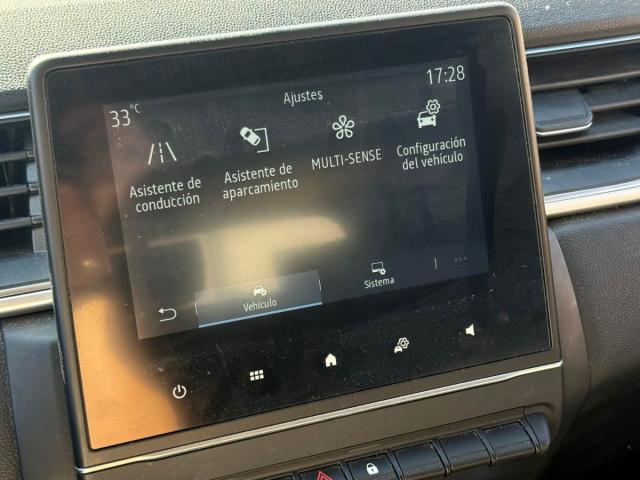 33°C
Ajustes
17:28
Asistente de
conducción
Asistente de
aparcamiento
MULTI-SENSE
Configuración
del vehículo
Vehículo
Sistema